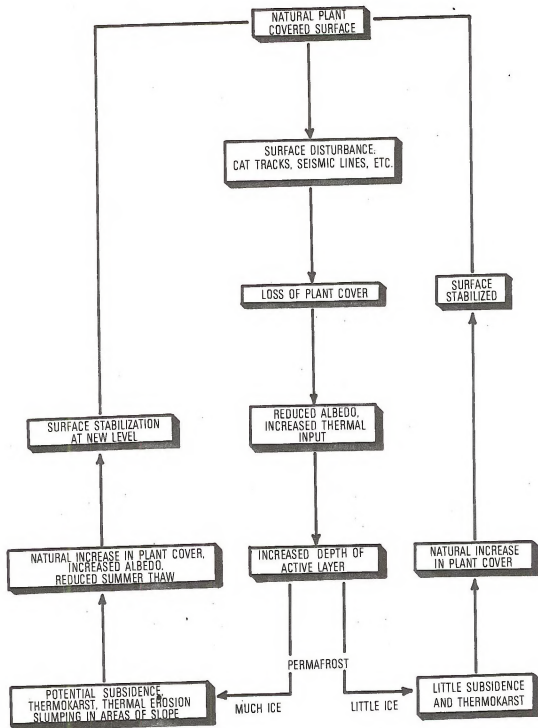 NATURAL PLANT
COVERED SURFACE
SURFACE DISTURBANCE,
CAT TRACKS, SEISMIC LINES, ETC.
LOSS OF PLANT COVER
SURFACE
STABILIZED
REDUCED ALBEDO,
INCREASED THERMAL
INPUT
SURFACE STABILIZATION
AT NEW LEVEL
NATURAL INCREASE IN PLANT COVER,
INCREASED ALBEDO,
REDUCED SUMMER THAW
INCREASED DEPTH OF
ACTIVE LAYER
NATURAL INCREASE
IN PLANT COVER
PERMAFROST
POTENTIAL SUBSIDENCE,
THERMOKARST, THERMAL EROSION
SLUMPING IN AREAS OF SLOPE
MUCH ICE
LITTLE ICE
LITTLE SUBSIDENCE
AND THERMOKARST